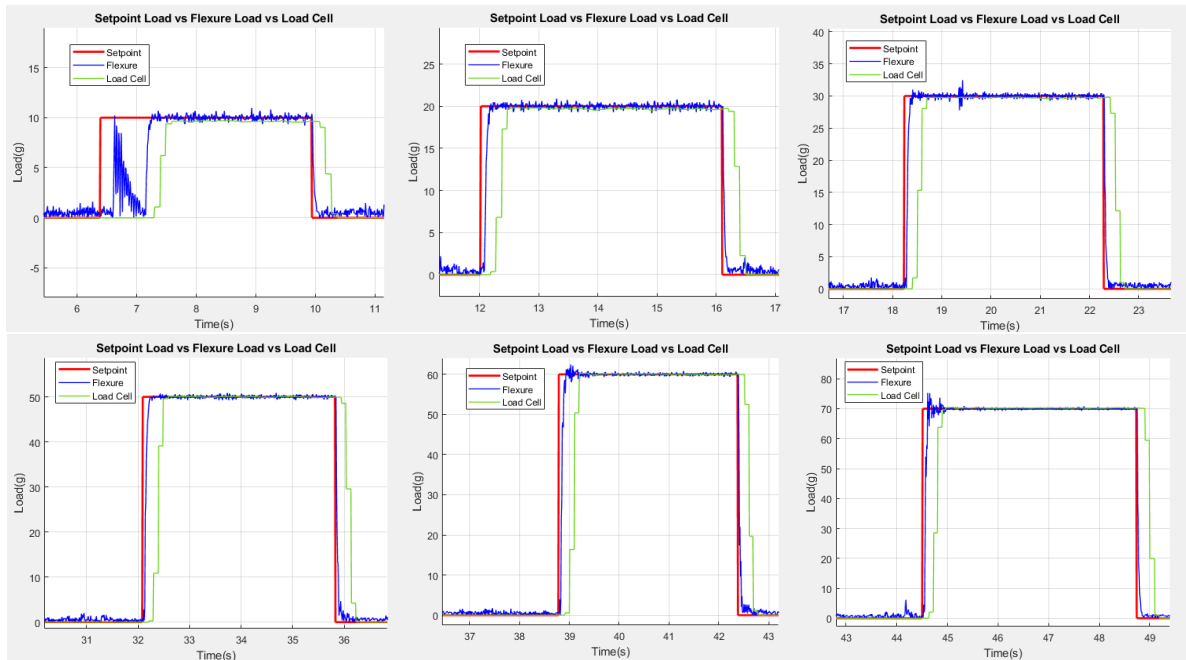 Setpoint Load vs Flexure Load vs Load Cell
Setpoint
Flexure
Load Cell
Load(g)
15
10
5
0
-5
6
7
8
9
10
11
Time(s)
Setpoint Load vs Flexure Load vs Load Cell
Setpoint
Flexure
Load Cell
Load(g)
25
20
15
10
5
0
12
13
14
15
16
17
Time(s)
Setpoint Load vs Flexure Load vs Load Cell
Setpoint
Flexure
Load Cell
Load(g)
40
35
30
25
20
15
10
5
0
17
18
19
20
21
22
23
Time(s)
Setpoint Load vs Flexure Load vs Load Cell
Setpoint
Flexure
Load Cell
Load(g)
50
40
30
20
10
0
31
32
33
34
35
36
Time(s)
Setpoint Load vs Flexure Load vs Load Cell
Setpoint
Flexure
Load Cell
Load(g)
60
50
40
30
20
10
0
37
38
39
40
41
42
43
Time(s)
Setpoint Load vs Flexure Load vs Load Cell
Setpoint
Flexure
Load Cell
Load(g)
80
70
60
50
40
30
20
10
0
43
44
45
46
47
48
49
Time(s)